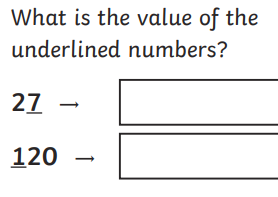 What is the value of the
underlined numbers?
27 →
120 →